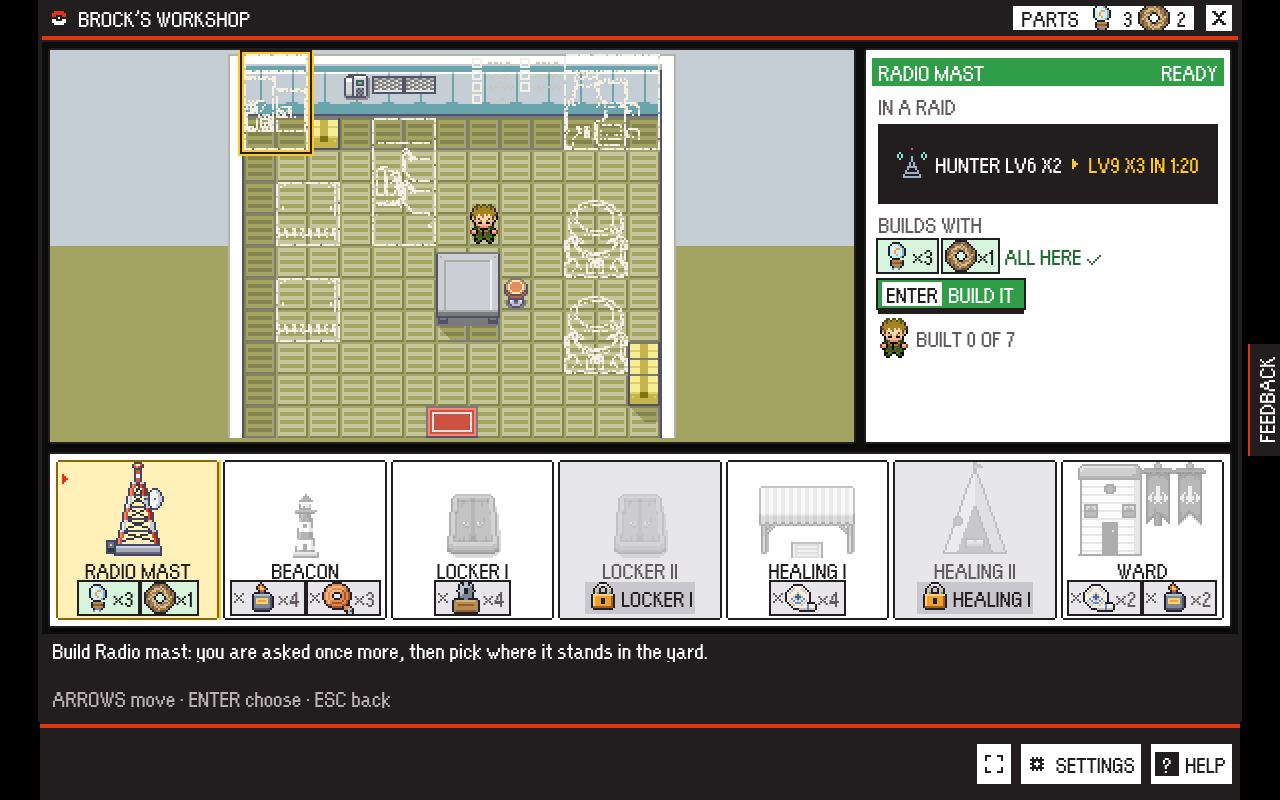 BROCK'S WORKSHOP
PARTS 3 2 X
RADIO MAST READY
IN A RAID
HUNTER LV6 X2 ▸ LV9 X3 IN 1:20
BUILDS WITH
×3 ×1 ALL HERE ✓
ENTER BUILD IT
BUILT 0 OF 7
FEEDBACK
RADIO MAST
×3 ×1
BEACON
×4 ×3
LOCKER I
×4
LOCKER II
LOCKER I
HEALING I
×4
HEALING II
HEALING I
WARD
×2 ×2
Build Radio mast: you are asked once more, then pick where it stands in the yard.
ARROWS move · ENTER choose · ESC back
SETTINGS
? HELP